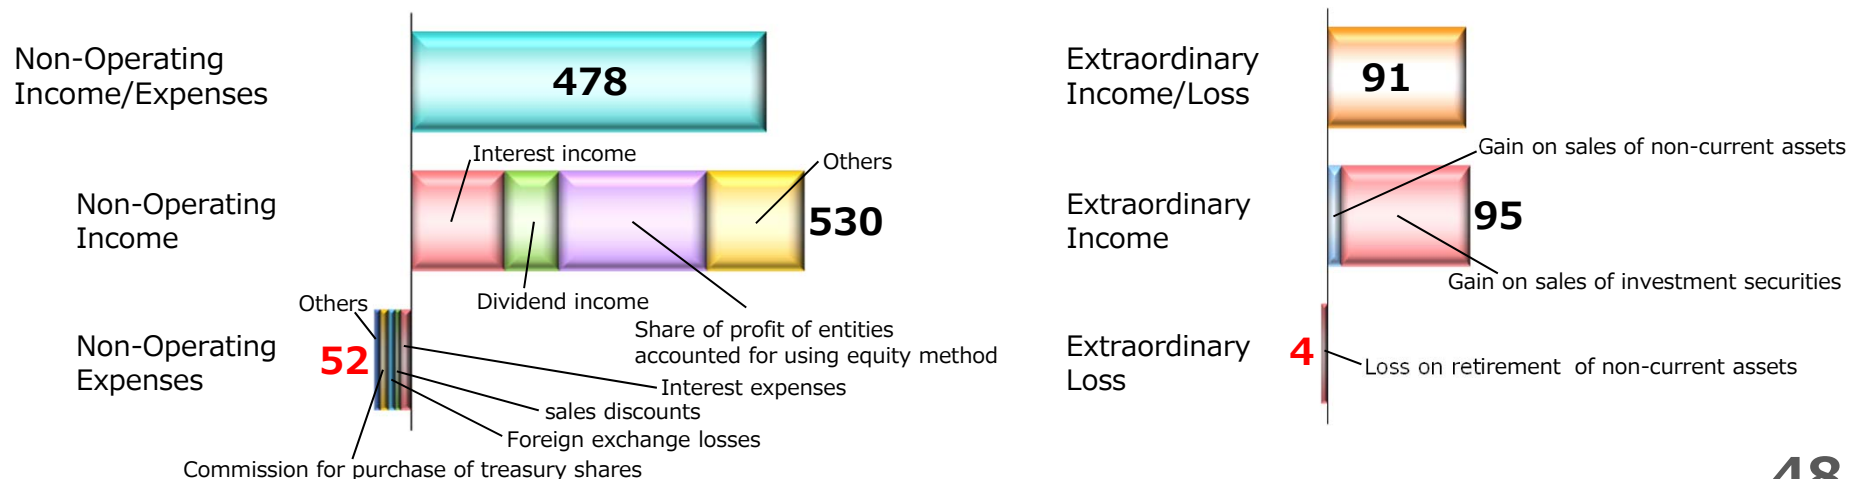 Non-Operating
Income/Expenses
478
Interest income
Others
Non-Operating
Income
530
Dividend income
Share of profit of entities
accounted for using equity method
Others
Non-Operating
Expenses
52
Interest expenses
sales discounts
Foreign exchange losses
Commission for purchase of treasury shares
Extraordinary
Income/Loss
91
Gain on sales of non-current assets
Extraordinary
Income
95
Gain on sales of investment securities
Extraordinary
Loss
4
Loss on retirement of non-current assets
48